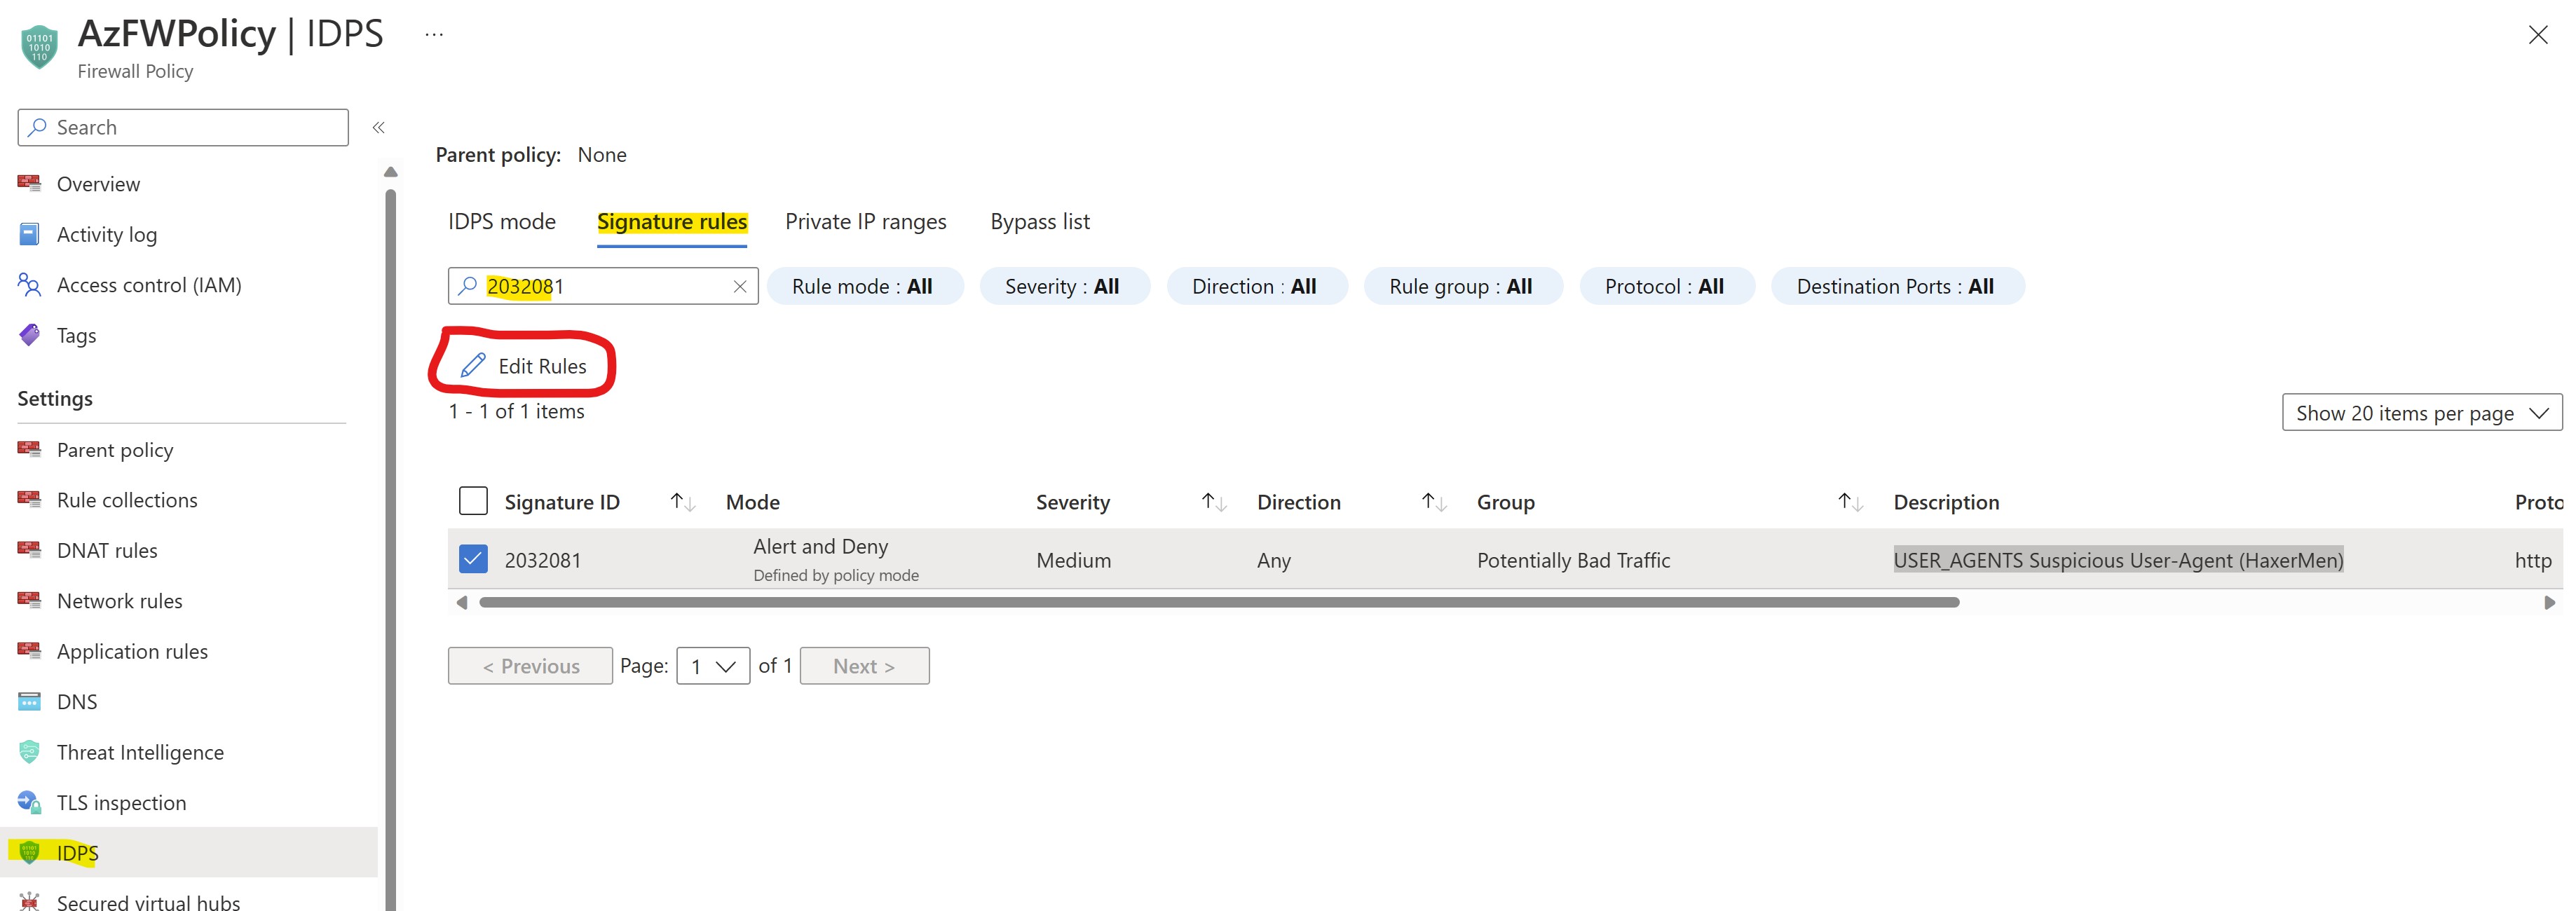 AzFWPolicy | IDPS ...
Firewall Policy
Search
Overview
Activity log
Access control (IAM)
Tags
Settings
Parent policy
Rule collections
DNAT rules
Network rules
Application rules
DNS
Threat Intelligence
TLS inspection
IDPS
Secured virtual hubs
Parent policy: None
IDPS mode Signature rules Private IP ranges Bypass list
2032081 Rule mode : All Severity : All Direction : All Rule group : All Protocol : All Destination Ports : All
Edit Rules
1 - 1 of 1 items
Show 20 items per page
Signature ID Mode Severity Direction Group Description Proto
2032081 Alert and Deny Medium Any Potentially Bad Traffic USER_AGENTS Suspicious User-Agent (HaxerMen) http
Defined by policy mode
< Previous Page: 1 of 1 Next >